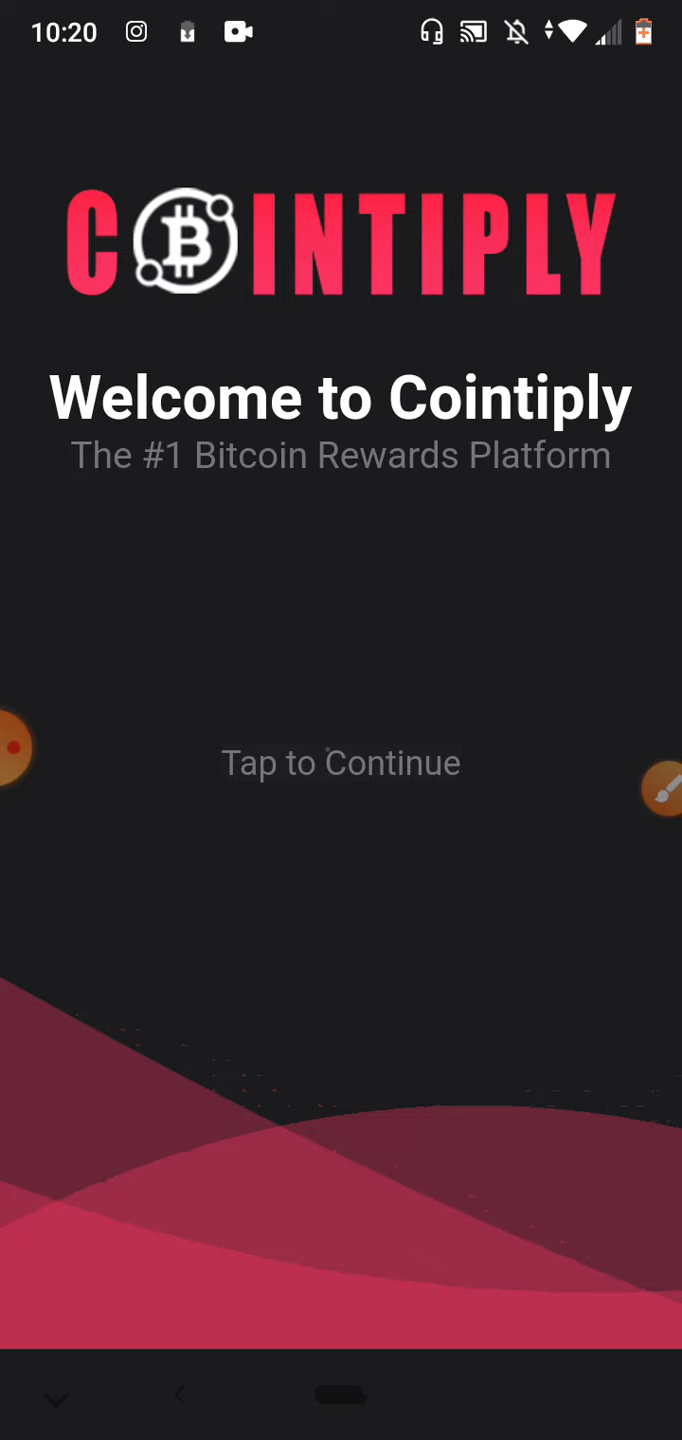 10:20
COINTIPLY
Welcome to Cointiply
The #1 Bitcoin Rewards Platform
Tap to Continue